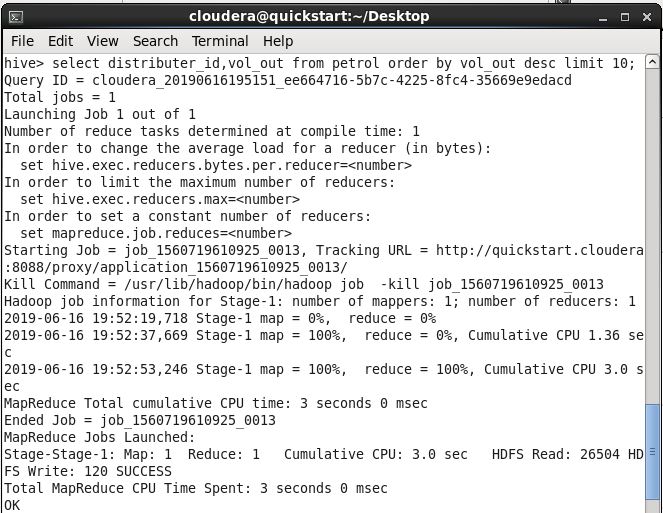 cloudera@quickstart:~/Desktop
File Edit View Search Terminal Help
hive> select distributer_id,vol_out from petrol order by vol_out desc limit 10;
Query ID = cloudera_20190616195151_ee664716-5b7c-4225-8fc4-35669e9edacd
Total jobs = 1
Launching Job 1 out of 1
Number of reduce tasks determined at compile time: 1
In order to change the average load for a reducer (in bytes):
  set hive.exec.reducers.bytes.per.reducer=<number>
In order to limit the maximum number of reducers:
  set hive.exec.reducers.max=<number>
In order to set a constant number of reducers:
  set mapreduce.job.reduces=<number>
Starting Job = job_1560719610925_0013, Tracking URL = http://quickstart.cloudera
:8088/proxy/application_1560719610925_0013/
Kill Command = /usr/lib/hadoop/bin/hadoop job  -kill job_1560719610925_0013
Hadoop job information for Stage-1: number of mappers: 1; number of reducers: 1
2019-06-16 19:52:19,718 Stage-1 map = 0%,  reduce = 0%
2019-06-16 19:52:37,669 Stage-1 map = 100%,  reduce = 0%, Cumulative CPU 1.36 se
c
2019-06-16 19:52:53,246 Stage-1 map = 100%,  reduce = 100%, Cumulative CPU 3.0 s
ec
MapReduce Total cumulative CPU time: 3 seconds 0 msec
Ended Job = job_1560719610925_0013
MapReduce Jobs Launched:
Stage-Stage-1: Map: 1  Reduce: 1   Cumulative CPU: 3.0 sec   HDFS Read: 26504 HD
FS Write: 120 SUCCESS
Total MapReduce CPU Time Spent: 3 seconds 0 msec
OK